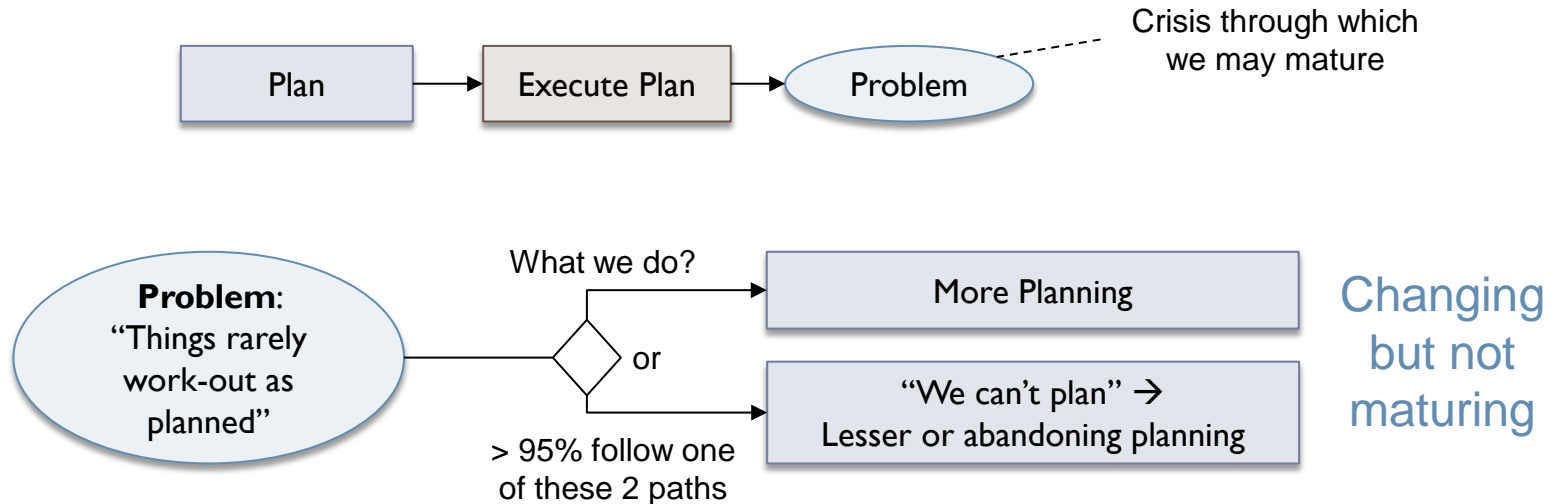 Crisis through which
we may mature
Plan
Execute Plan
Problem
Problem:
“Things rarely
work-out as
planned”
What we do?
or
> 95% follow one
of these 2 paths
More Planning
“We can’t plan” →
Lesser or abandoning planning
Changing
but not
maturing